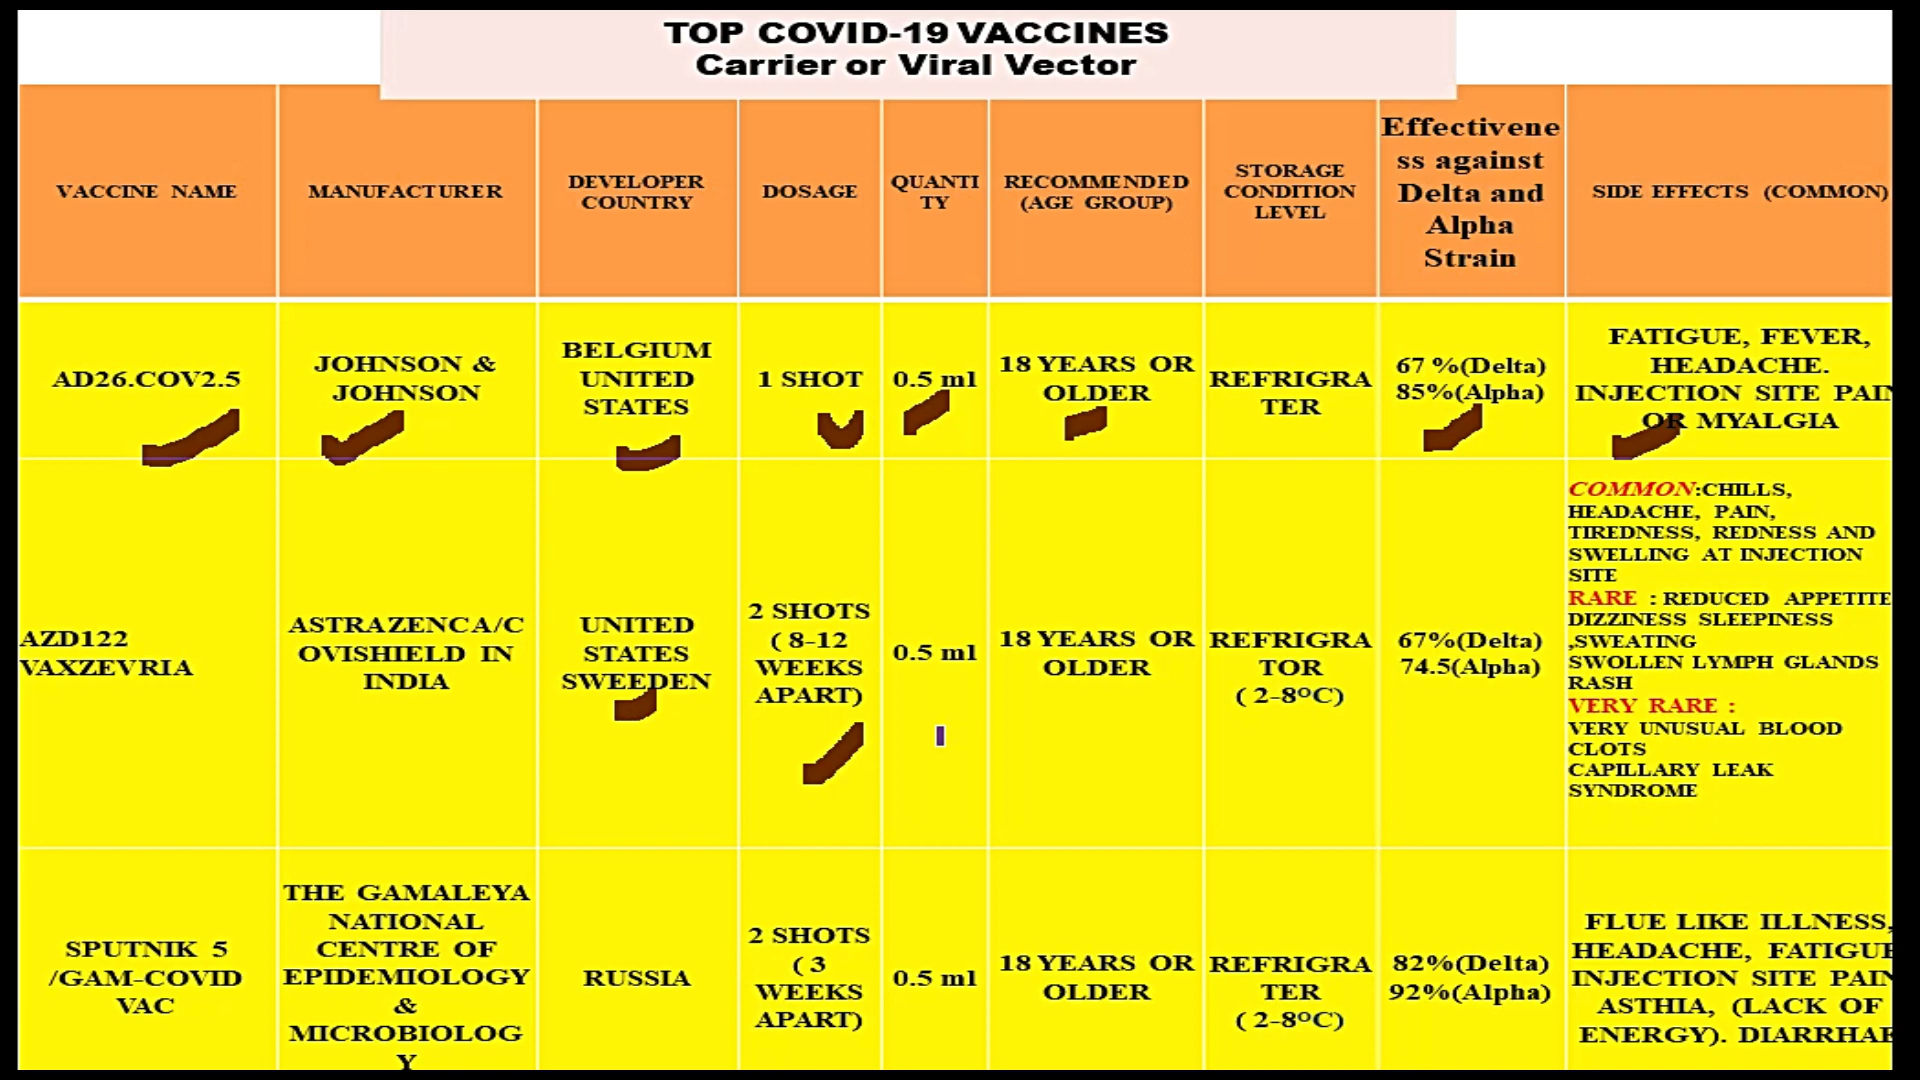 TOP COVID-19 VACCINES
Carrier or Viral Vector
VACCINE NAME
MANUFACTURER
DEVELOPER
COUNTRY
DOSAGE
QUANTI
TY
RECOMMENDED
(AGE GROUP)
STORAGE
CONDITION
LEVEL
Effectivene
ss against
Delta and
Alpha
Strain
SIDE EFFECTS (COMMON)
AD26.COV2.5
JOHNSON &
JOHNSON
BELGIUM
UNITED
STATES
1 SHOT
0.5 ml
18 YEARS OR
OLDER
REFRIGRA
TER
67 %(Delta)
85%(Alpha)
FATIGUE, FEVER,
HEADACHE.
INJECTION SITE PAIN
OR MYALGIA
AZD122
VAXZEVRIA
ASTRAZENCA/C
OVISHIELD IN
INDIA
UNITED
STATES
SWEEDEN
2 SHOTS
( 8-12
WEEKS
APART)
0.5 ml
18 YEARS OR
OLDER
REFRIGRA
TOR
( 2-8ºC)
67%(Delta)
74.5(Alpha)
COMMON:CHILLS,
HEADACHE, PAIN,
TIREDNESS, REDNESS AND
SWELLING AT INJECTION
SITE
RARE : REDUCED APPETITE
DIZZINESS SLEEPINESS
,SWEATING
SWOLLEN LYMPH GLANDS
RASH
VERY RARE :
VERY UNUSUAL BLOOD
CLOTS
CAPILLARY LEAK
SYNDROME
SPUTNIK 5
/GAM-COVID
VAC
THE GAMALEYA
NATIONAL
CENTRE OF
EPIDEMIOLOGY
&
MICROBIOLOG
Y
RUSSIA
2 SHOTS
( 3
WEEKS
APART)
0.5 ml
18 YEARS OR
OLDER
REFRIGRA
TER
( 2-8ºC)
82%(Delta)
92%(Alpha)
FLUE LIKE ILLNESS,
HEADACHE, FATIGUE
INJECTION SITE PAIN
ASTHIA, (LACK OF
ENERGY). DIARRHAE